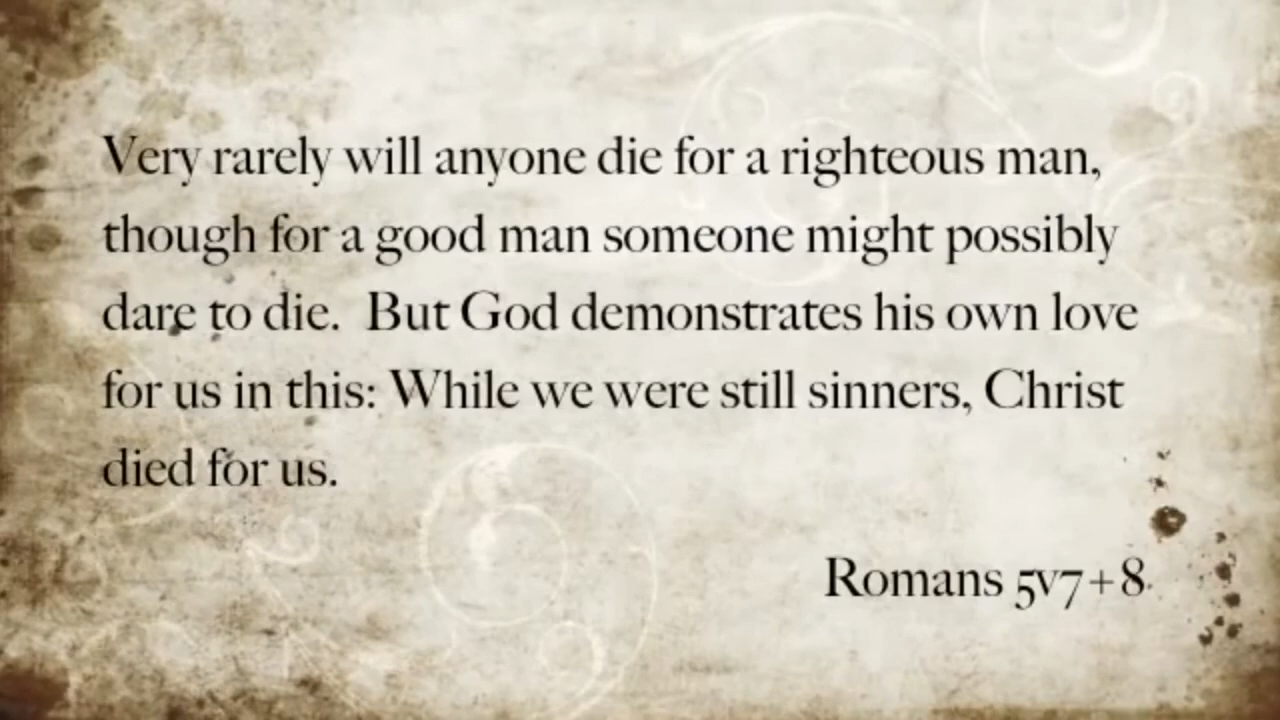 Very rarely will anyone die for a righteous man,
though for a good man someone might possibly
dare to die.  But God demonstrates his own love
for us in this: While we were still sinners, Christ
died for us.
Romans 5v7+8